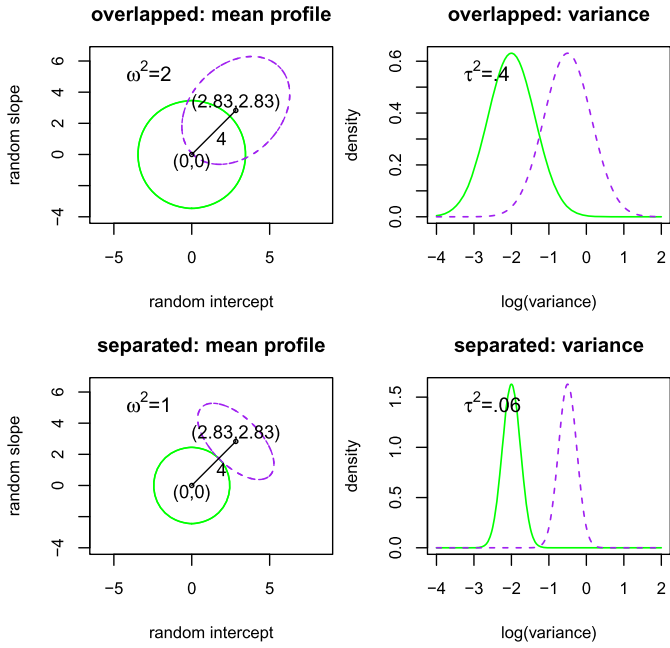 overlapped: mean profile
random slope
6
4
2
0
−4
ω²=2
(2.83,2.83)
4
(0,0)
−5
0
5
random intercept
overlapped: variance
density
0.6
0.4
0.2
0.0
τ²=.4
−4
−3
−2
−1
0
1
2
log(variance)
separated: mean profile
random slope
6
4
2
0
−4
ω²=1
(2.83,2.83)
4
(0,0)
−5
0
5
random intercept
separated: variance
density
1.5
1.0
0.5
0.0
τ²=.06
−4
−3
−2
−1
0
1
2
log(variance)